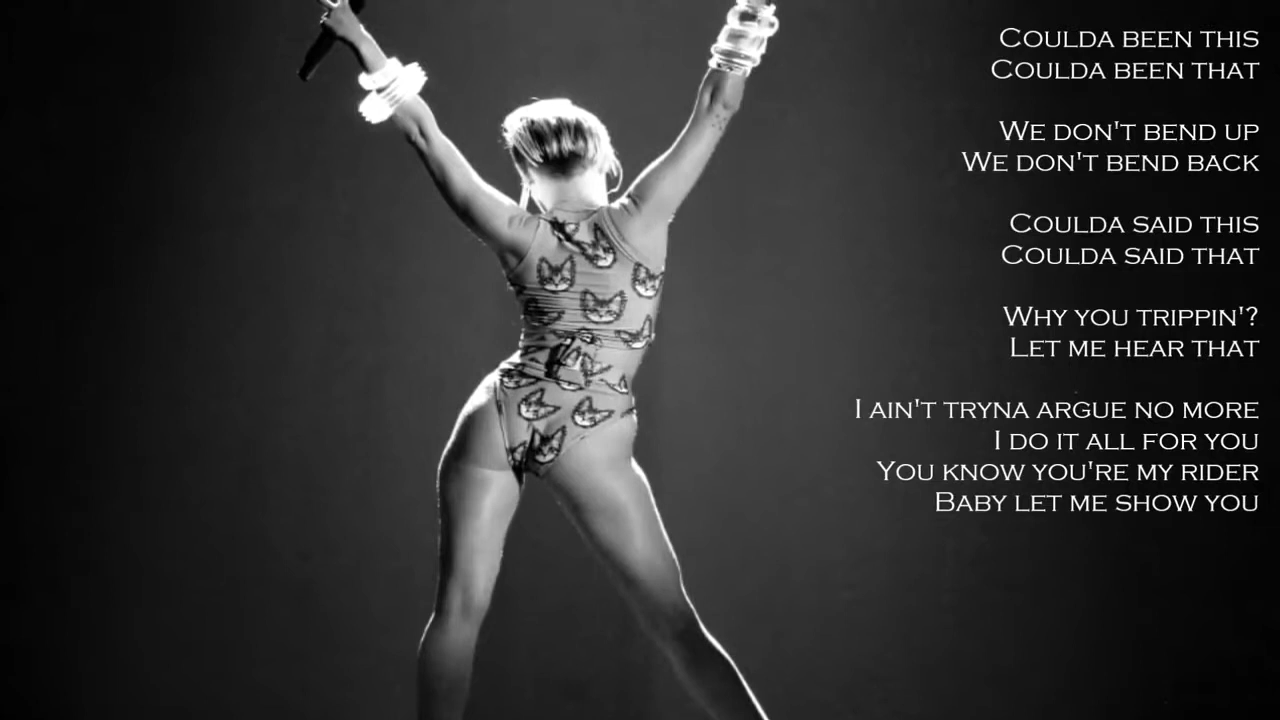 Coulda been this
Coulda been that
We don't bend up
We don't bend back
Coulda said this
Coulda said that
Why you trippin'?
Let me hear that
I ain't tryna argue no more
I do it all for you
You know you're my rider
Baby let me show you